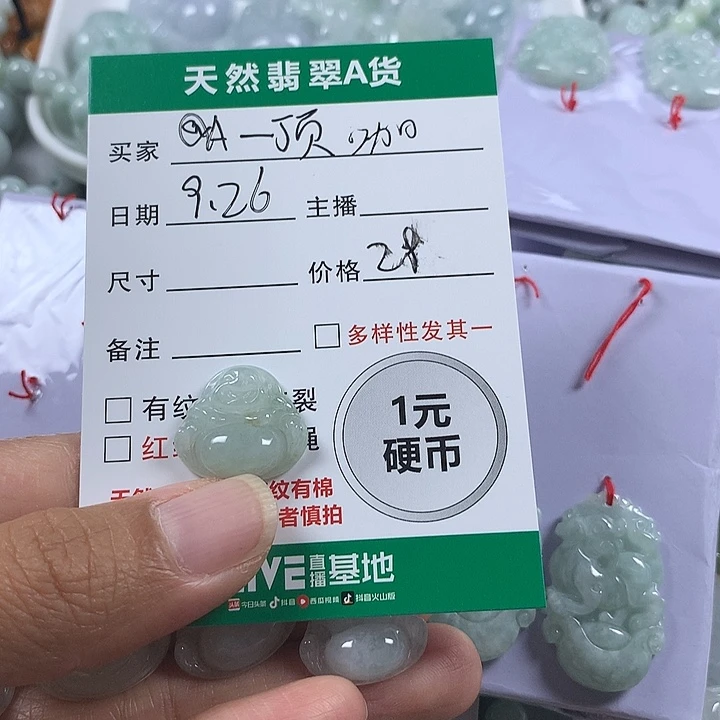 天然翡翠A货
买家 一顶
日期 9.26 主播
尺寸 价格 28
备注 多样性发其一
有纹 裂
1元
硬币
红 绳
纹有棉
者慎拍
LIVE直播基地
今日头条 抖音 西瓜视频 抖音火山版